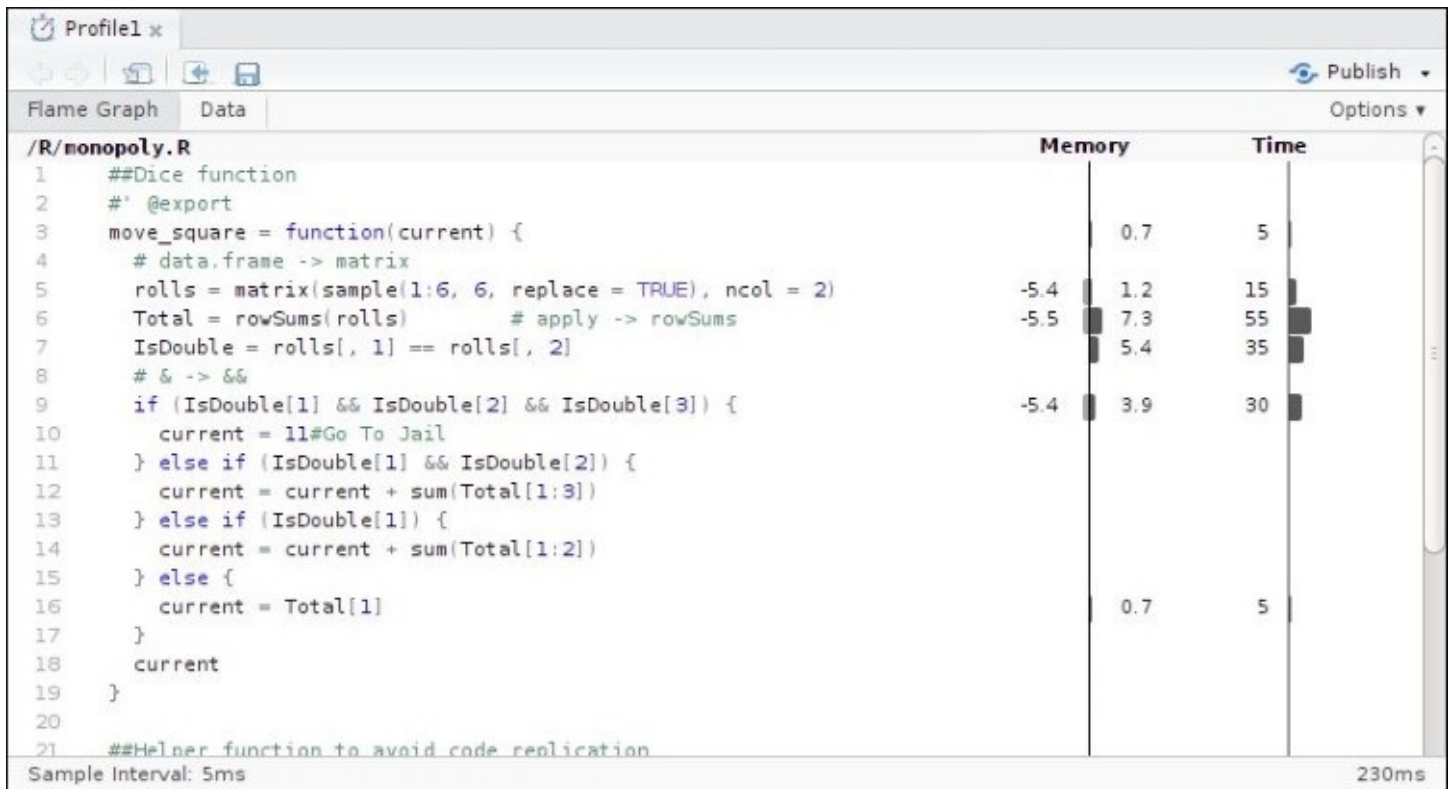 Profile1 ×
Publish
Flame Graph Data Options ▾
/R/monopoly.R Memory Time
1 ##Dice function
2 #' @export
3 move_square = function(current) { 0.7 5
4 # data.frame -> matrix
5 rolls = matrix(sample(1:6, 6, replace = TRUE), ncol = 2) -5.4 1.2 15
6 Total = rowSums(rolls) # apply -> rowSums -5.5 7.3 55
7 IsDouble = rolls[, 1] == rolls[, 2] 5.4 35
8 # & -> &&
9 if (IsDouble[1] && IsDouble[2] && IsDouble[3]) { -5.4 3.9 30
10 current = 11#Go To Jail
11 } else if (IsDouble[1] && IsDouble[2]) {
12 current = current + sum(Total[1:3])
13 } else if (IsDouble[1]) {
14 current = current + sum(Total[1:2])
15 } else {
16 current = Total[1] 0.7 5
17 }
18 current
19 }
20
21 ##Helper function to avoid code replication
Sample Interval: 5ms 230ms